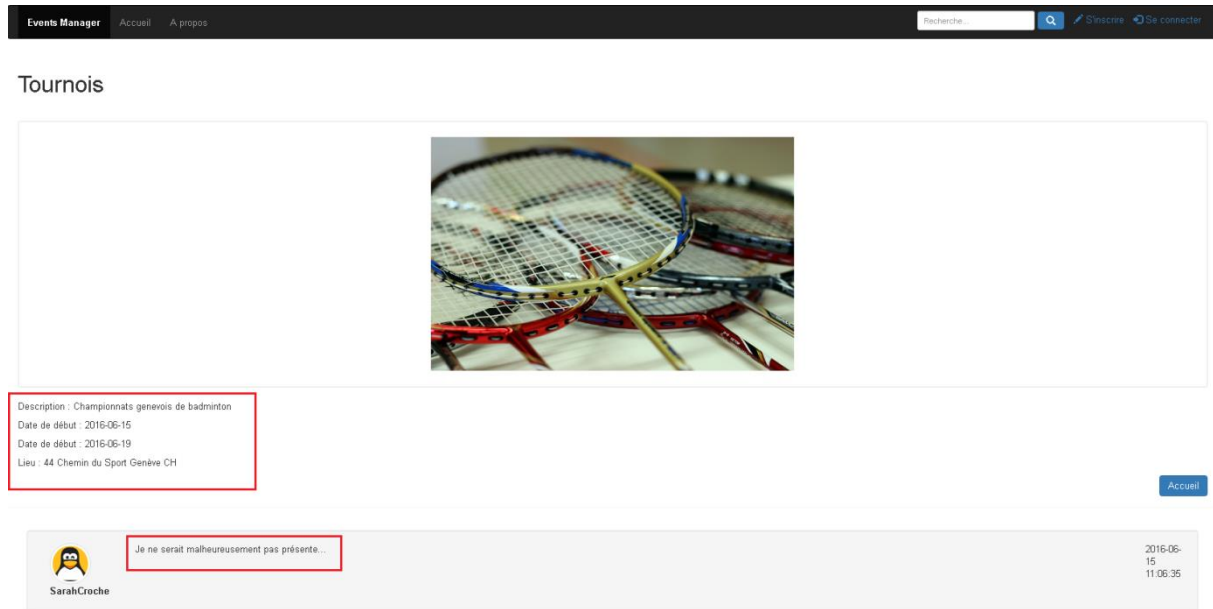 Events Manager Accueil A propos Recherche... S'inscrire Se connecter
Tournois
Description : Championnats genevois de badminton
Date de début : 2016-06-15
Date de début : 2016-06-19
Lieu : 44 Chemin du Sport Genève CH
Accueil
Je ne serait malheureusement pas présente...
2016-06-
15
11:06:35
SarahCroche